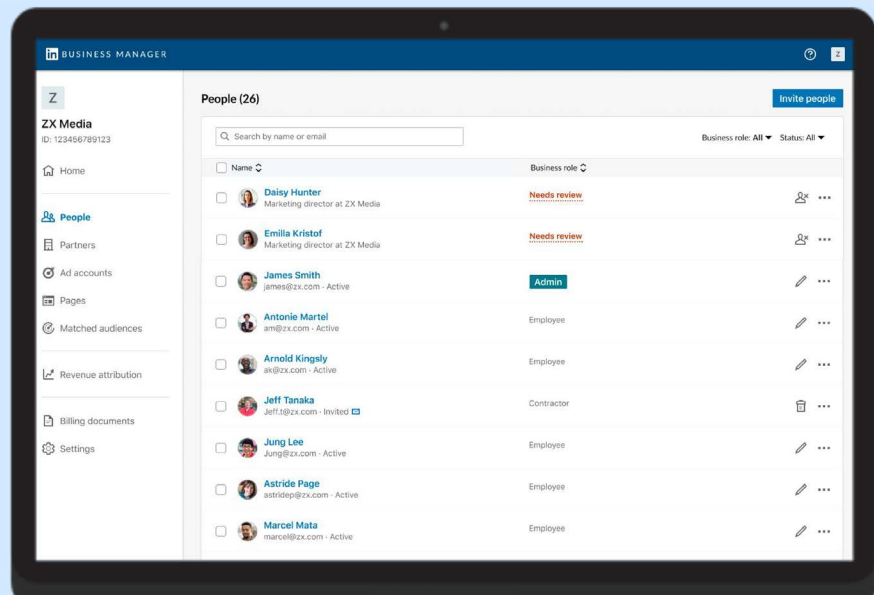 in BUSINESS MANAGER
Z
Z
ZX Media
ID: 123456789123
Home
People
Partners
Ad accounts
Pages
Matched audiences
Revenue attribution
Billing documents
Settings
People (26)
Invite people
Search by name or email
Business role: All Status: All
Name Business role
Daisy Hunter
Marketing director at ZX Media
Needs review
Emilla Kristof
Marketing director at ZX Media
Needs review
James Smith
james@zx.com · Active
Admin
Antonie Martel
am@zx.com · Active
Employee
Arnold Kingsly
ak@zx.com · Active
Employee
Jeff Tanaka
Jeff.t@zx.com · Invited
Contractor
Jung Lee
Jung@zx.com · Active
Employee
Astride Page
astridep@zx.com · Active
Employee
Marcel Mata
marcel@zx.com · Active
Employee